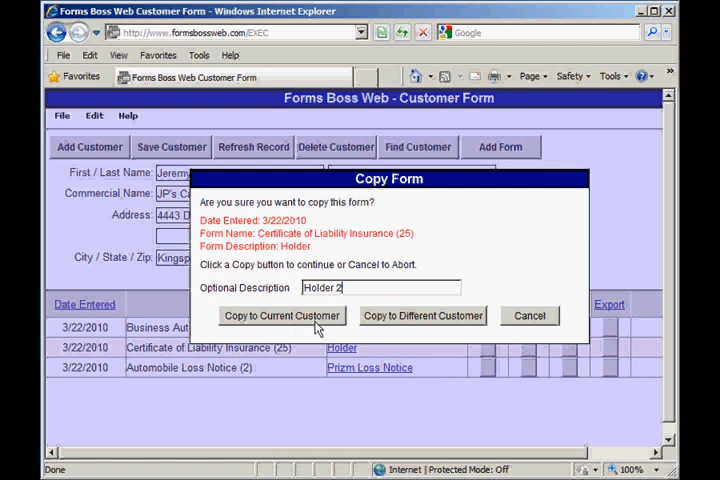 Forms Boss Web Customer Form - Windows Internet Explorer
http://www.formsbossweb.com/EXEC
Google
File Edit View Favorites Tools Help
Favorites Forms Boss Web Customer Form Page Safety Tools
Forms Boss Web - Customer Form
File Edit Help
Add Customer Save Customer Refresh Record Delete Customer Find Customer Add Form
First / Last Name: Jeremy
Commercial Name: JP's Ca
Address: 4443 D
City / State / Zip: Kingsp
Copy Form
Are you sure you want to copy this form?
Date Entered: 3/22/2010
Form Name: Certificate of Liability Insurance (25)
Form Description: Holder
Click a Copy button to continue or Cancel to Abort.
Optional Description Holder 2
Copy to Current Customer Copy to Different Customer Cancel
Date Entered Export
3/22/2010 Business Aut
3/22/2010 Certificate of Liability Insurance (25) Holder
3/22/2010 Automobile Loss Notice (2) Prizm Loss Notice
Done Internet | Protected Mode: Off 100%